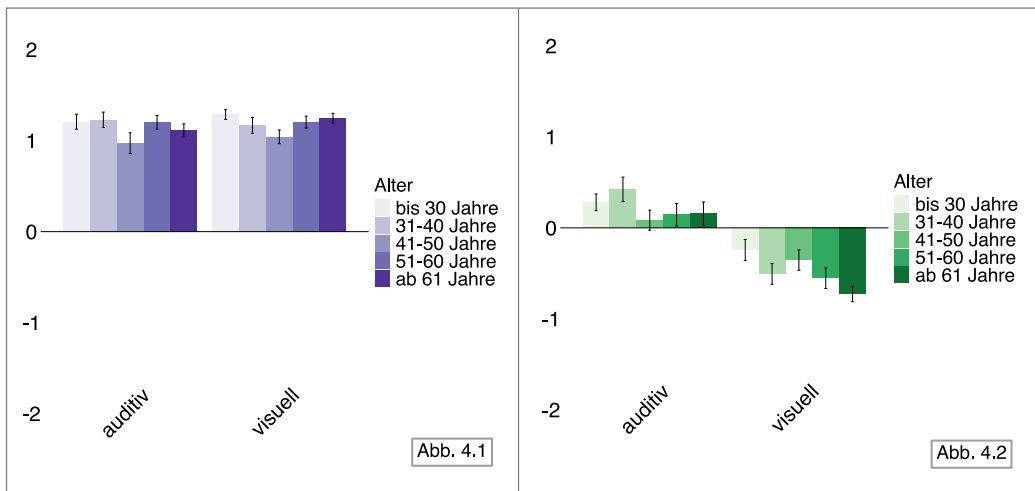 2
1
0
-1
-2
auditiv
visuell
Alter
bis 30 Jahre
31-40 Jahre
41-50 Jahre
51-60 Jahre
ab 61 Jahre
Abb. 4.1
2
1
0
-1
-2
auditiv
visuell
Alter
bis 30 Jahre
31-40 Jahre
41-50 Jahre
51-60 Jahre
ab 61 Jahre
Abb. 4.2